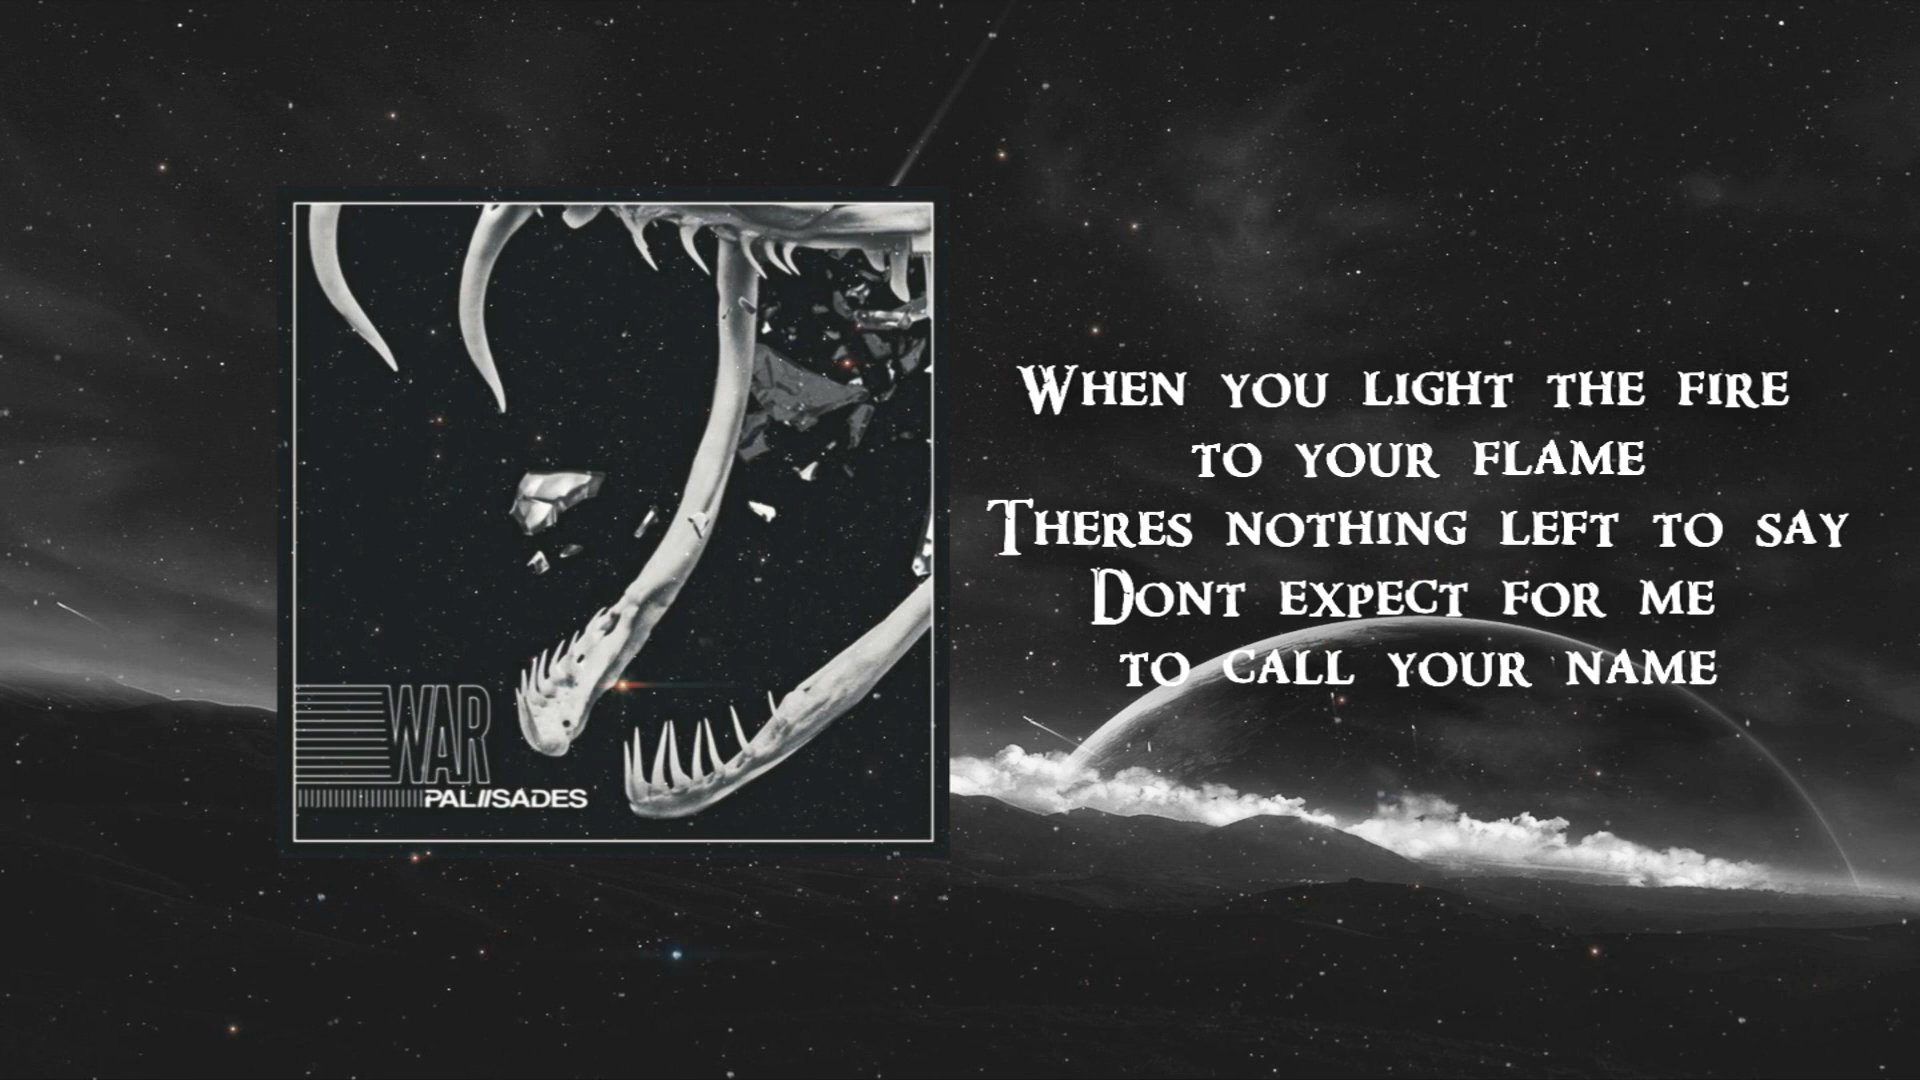 WAR
PALIISADES
When you light the fire
to your flame
Theres nothing left to say
Dont expect for me
to call your name